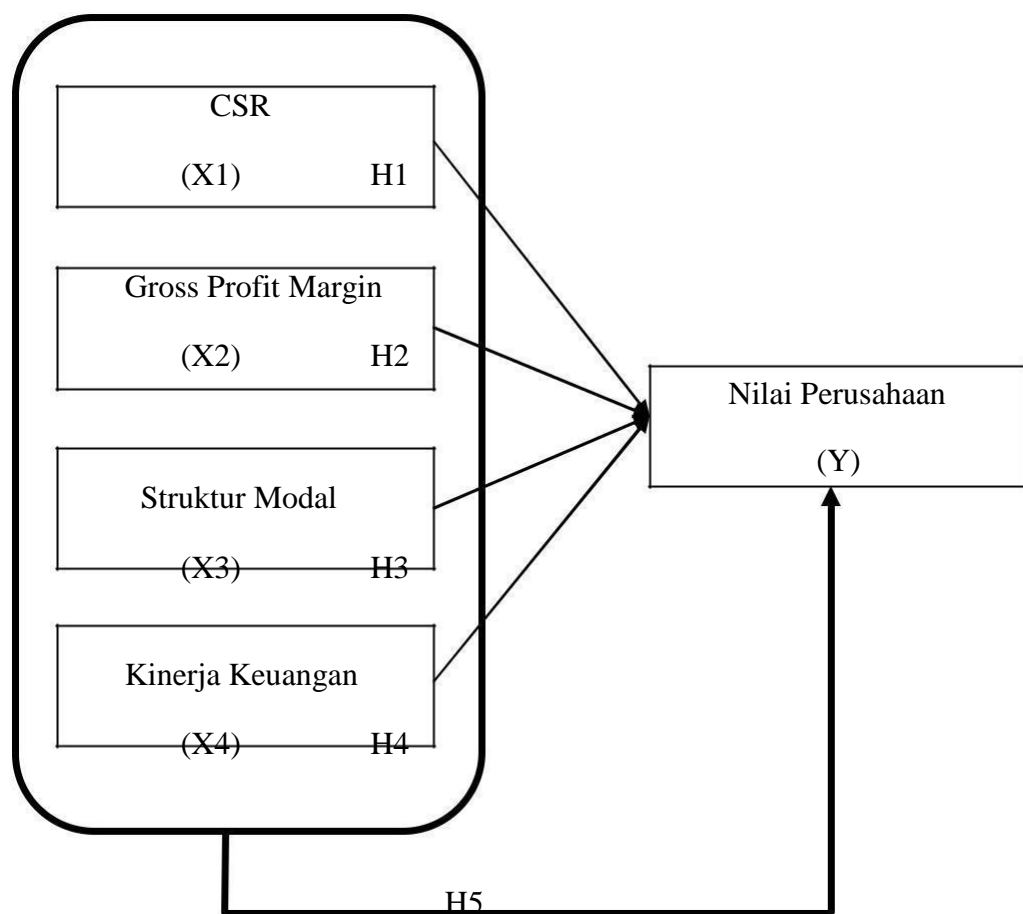 CSR
(X1) H1
Gross Profit Margin
(X2) H2
Nilai Perusahaan
(Y)
Struktur Modal
(X3) H3
Kinerja Keuangan
(X4) H4
H5